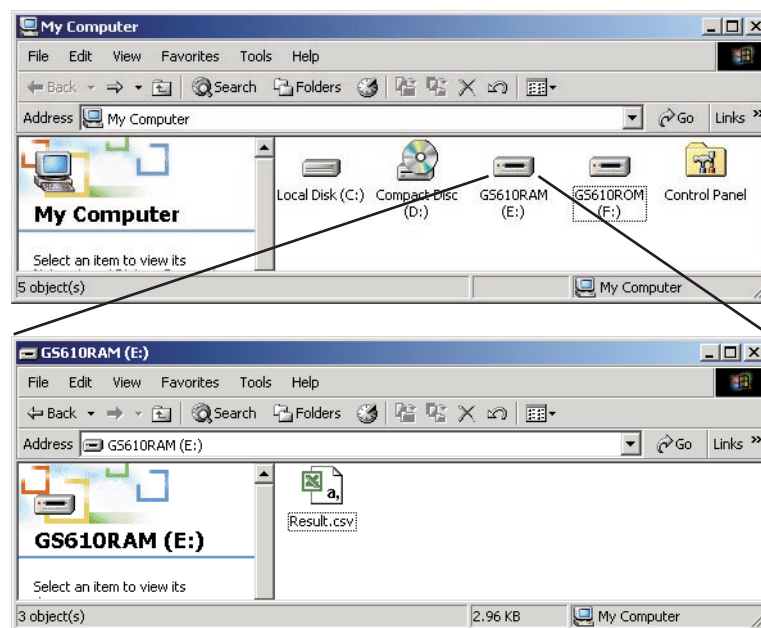 My Computer
File Edit View Favorites Tools Help
Back Search Folders
Address My Computer Go Links »
My Computer
Select an item to view its
Local Disk (C:) Compact Disc (D:) GS610RAM (E:) GS610ROM (F:) Control Panel
5 object(s) My Computer
GS610RAM (E:)
File Edit View Favorites Tools Help
Back Search Folders
Address GS610RAM (E:) Go Links »
GS610RAM (E:)
Select an item to view its
a,
Result.csv
3 object(s) 2.96 KB My Computer